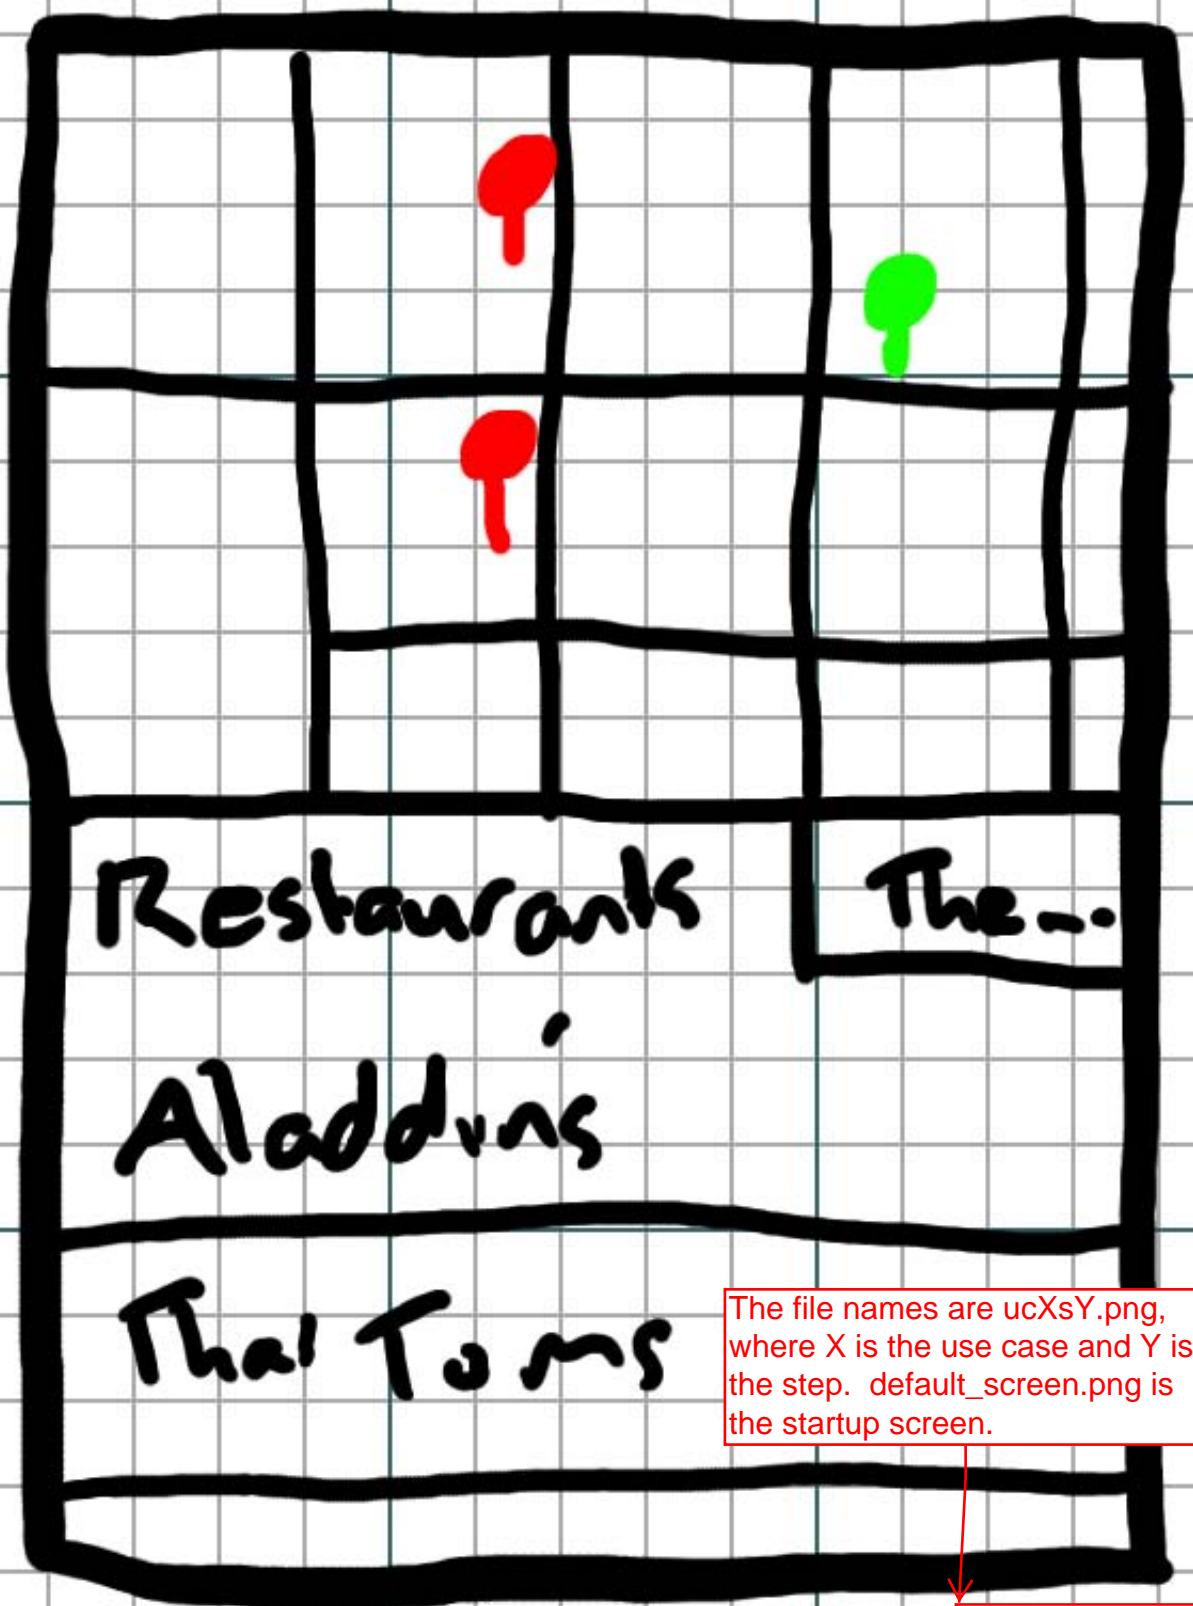 Restaurants The...
Aladdins
Thai Toms
The file names are ucXsY.png,
where X is the use case and Y is
the step. default_screen.png is
the startup screen.